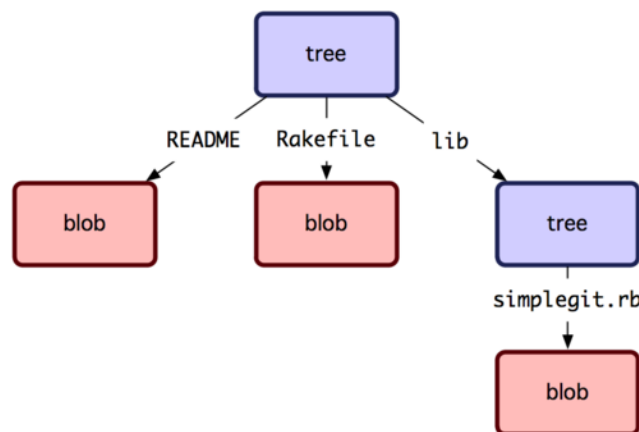 tree
README Rakefile lib
blob blob tree
simplegit.rb
blob